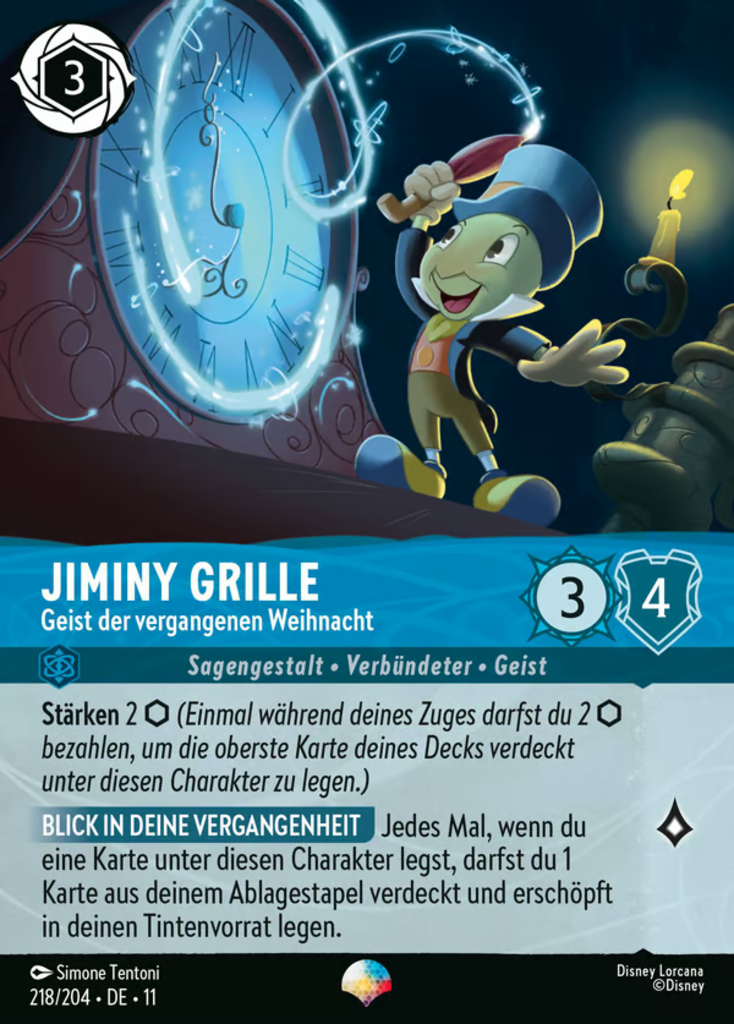 3
JIMINY GRILLE
Geist der vergangenen Weihnacht
3 4
Sagengestalt • Verbündeter • Geist
Stärken 2 ⬡ (Einmal während deines Zuges darfst du 2 ⬡
bezahlen, um die oberste Karte deines Decks verdeckt
unter diesen Charakter zu legen.)
BLICK IN DEINE VERGANGENHEIT Jedes Mal, wenn du
eine Karte unter diesen Charakter legst, darfst du 1
Karte aus deinem Ablagestapel verdeckt und erschöpft
in deinen Tintenvorrat legen.
Simone Tentoni
218/204 • DE • 11
Disney Lorcana
©Disney